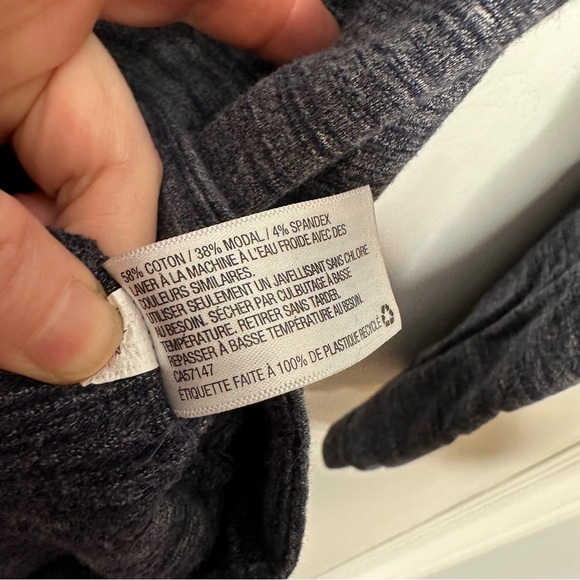 58% COTON / 38% MODAL / 4% SPANDEX
LAVER À LA MACHINE À L'EAU FROIDE AVEC DES
COULEURS SIMILAIRES.
UTILISER SEULEMENT UN JAVELLISANT SANS CHLORE
AU BESOIN. SÉCHER PAR CULBUTAGE À BASSE
TEMPÉRATURE. RETIRER SANS TARDER.
REPASSER À BASSE TEMPÉRATURE AU BESOIN.
CA57147
ÉTIQUETTE FAITE À 100% DE PLASTIQUE RECYCLÉ